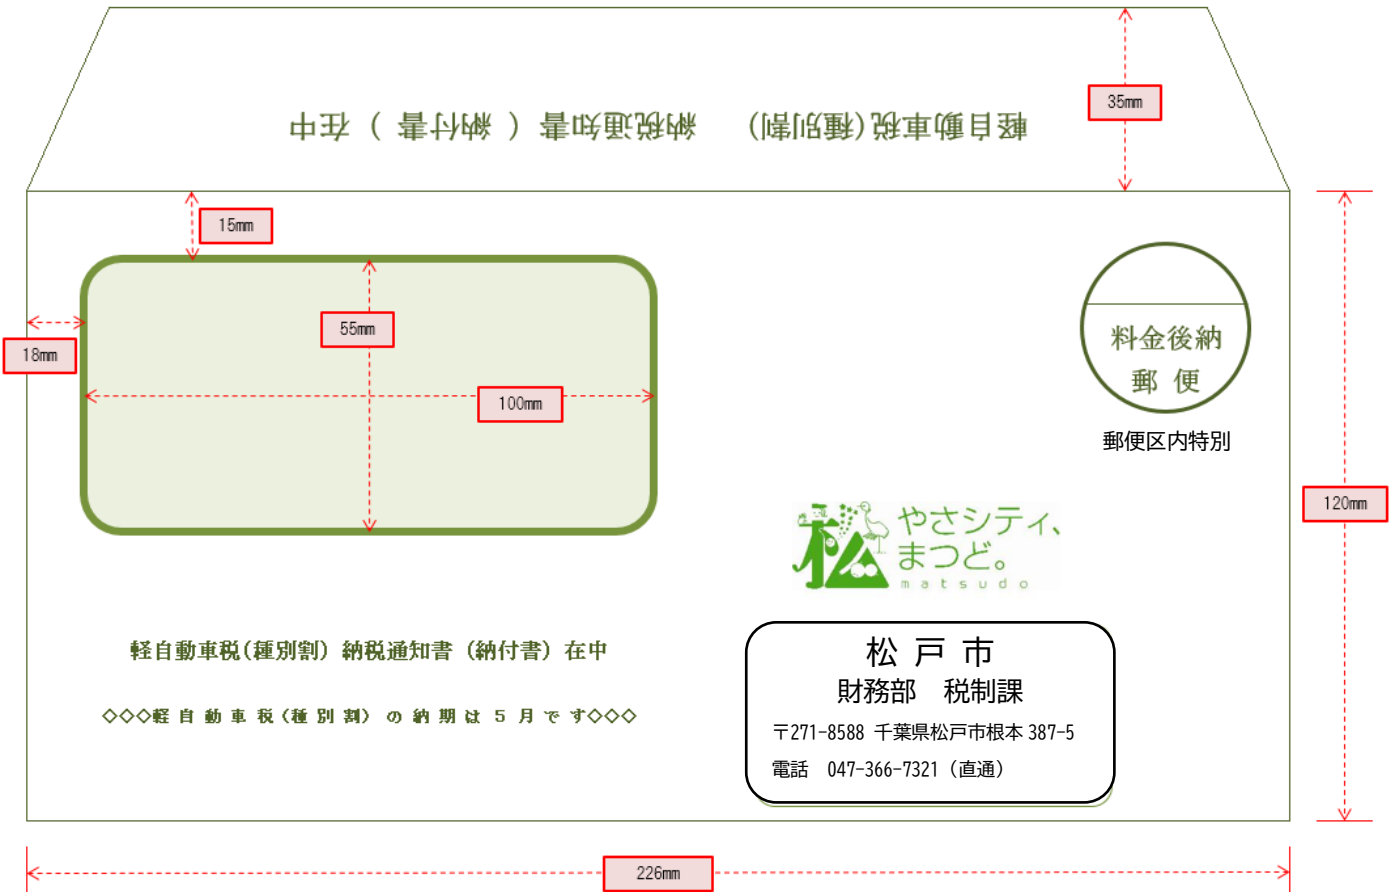 35mm
軽自動車税(種別割) 納税通知書 ( 納付書 ) 在中
15mm
55mm
18mm
100mm
料金後納
郵 便
郵便区内特別
120mm
やさシティ、
まつど。
matsudo
松
軽自動車税(種別割) 納税通知書 (納付書) 在中
◇◇◇軽自動車税(種別割) の納期は5月です◇◇◇
松戸市
財務部 税制課
〒271-8588 千葉県松戸市根本 387-5
電話 047-366-7321（直通）
226mm